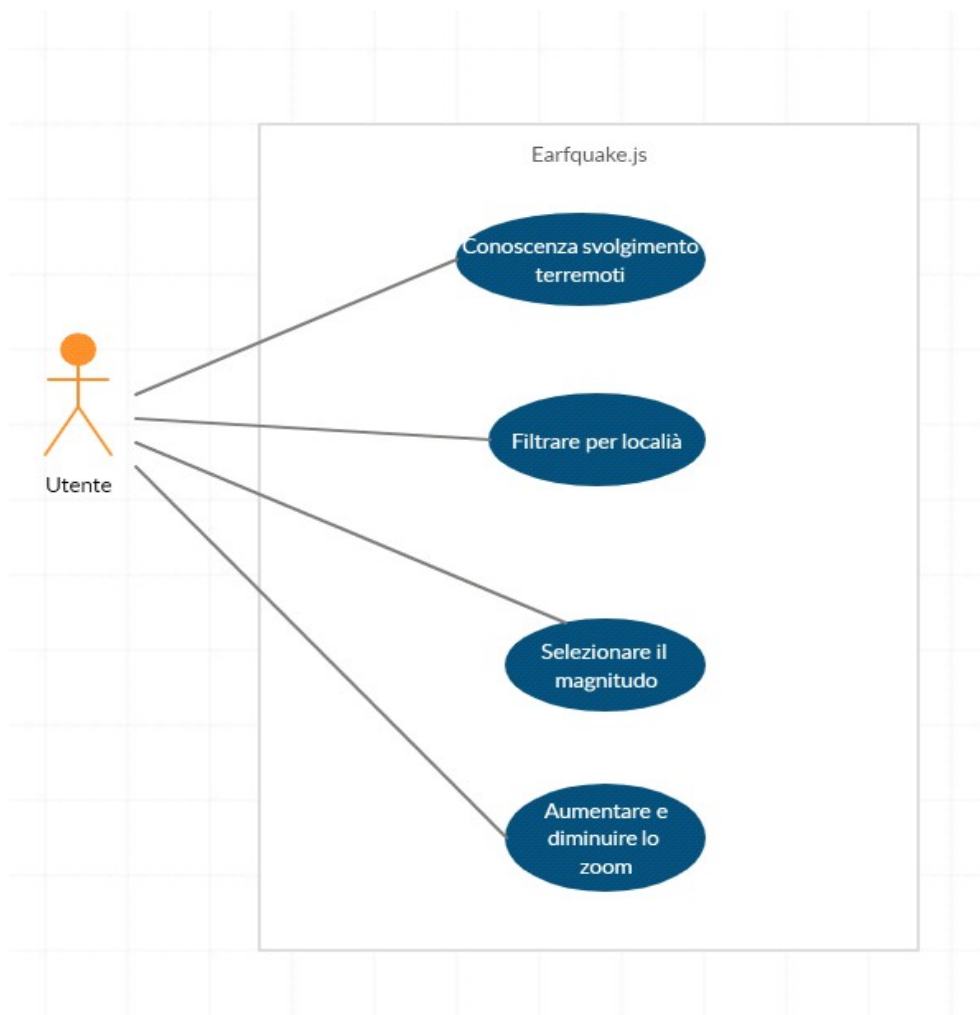 Earfquake.js
Conoscenza svolgimento
terremoti
Utente
Filtrare per localià
Selezionare il
magnitudo
Aumentare e
diminuire lo
zoom